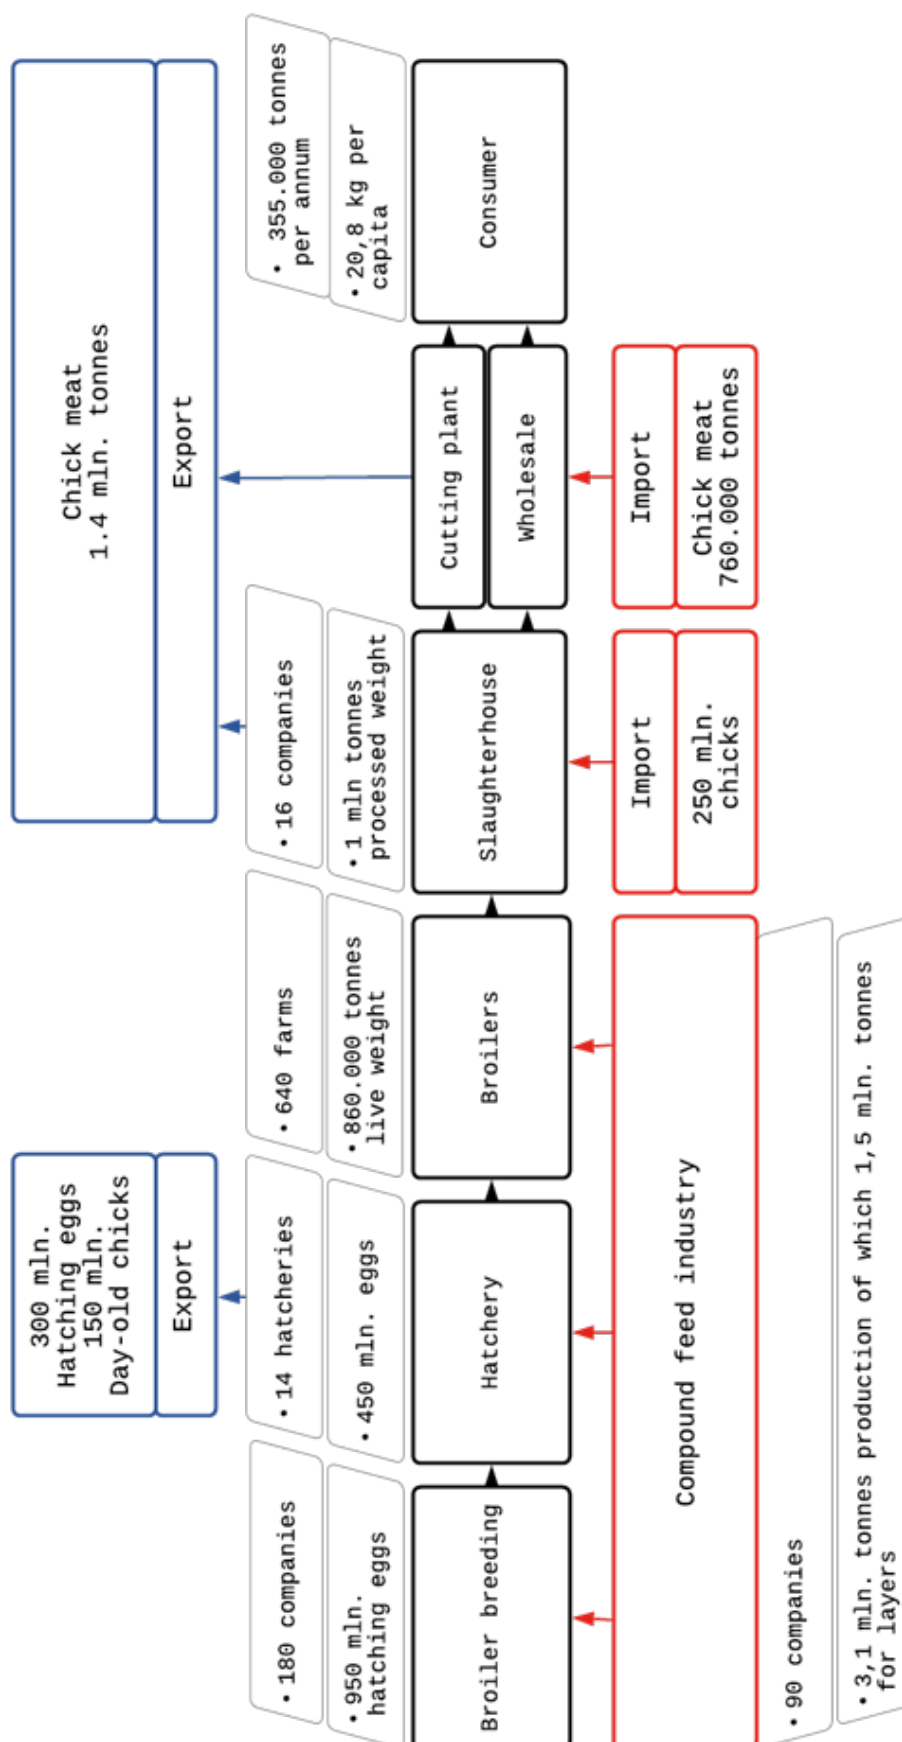 300 mln.
Hatching eggs
150 mln.
Day-old chicks
Export
Chick meat
1.4 mln. tonnes
Export
• 180 companies
• 950 mln.
hatching eggs
• 14 hatcheries
• 450 mln. eggs
• 640 farms
• 860.000 tonnes
live weight
• 16 companies
• 1 mln tonnes
processed weight
• 355.000 tonnes
per annum
• 20,8 kg per
capita
Broiler breeding
Hatchery
Broilers
Slaughterhouse
Cutting plant
Wholesale
Consumer
Compound feed industry
Import
250 mln.
chicks
Import
Chick meat
760.000 tonnes
• 90 companies
• 3,1 mln. tonnes production of which 1,5 mln. tonnes
for layers